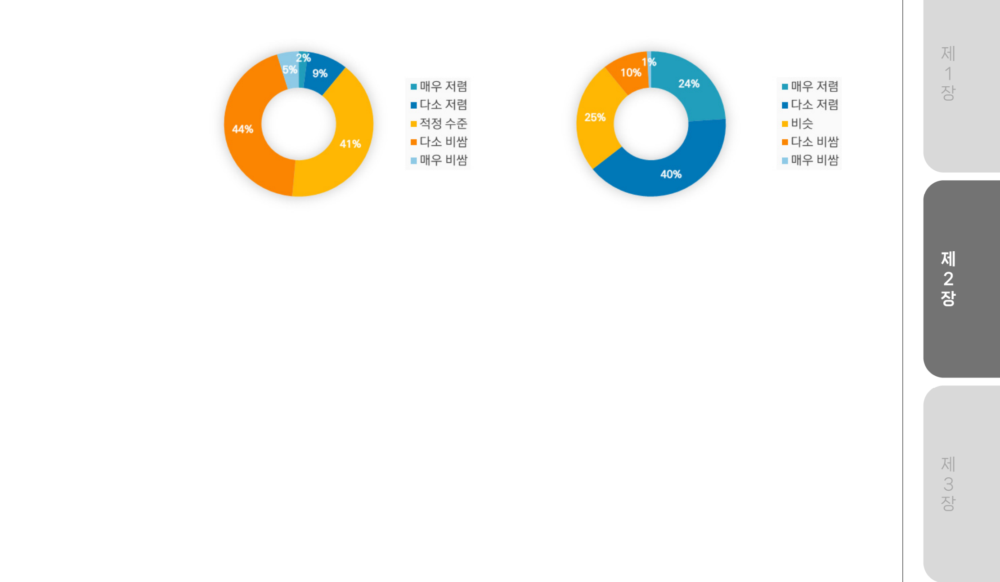 2%
9%
41%
44%
5%
매우 저렴
다소 저렴
적정 수준
다소 비쌈
매우 비쌈
24%
40%
25%
10%
1%
매우 저렴
다소 저렴
비슷
다소 비쌈
매우 비쌈
제
1
장
제
2
장
제
3
장